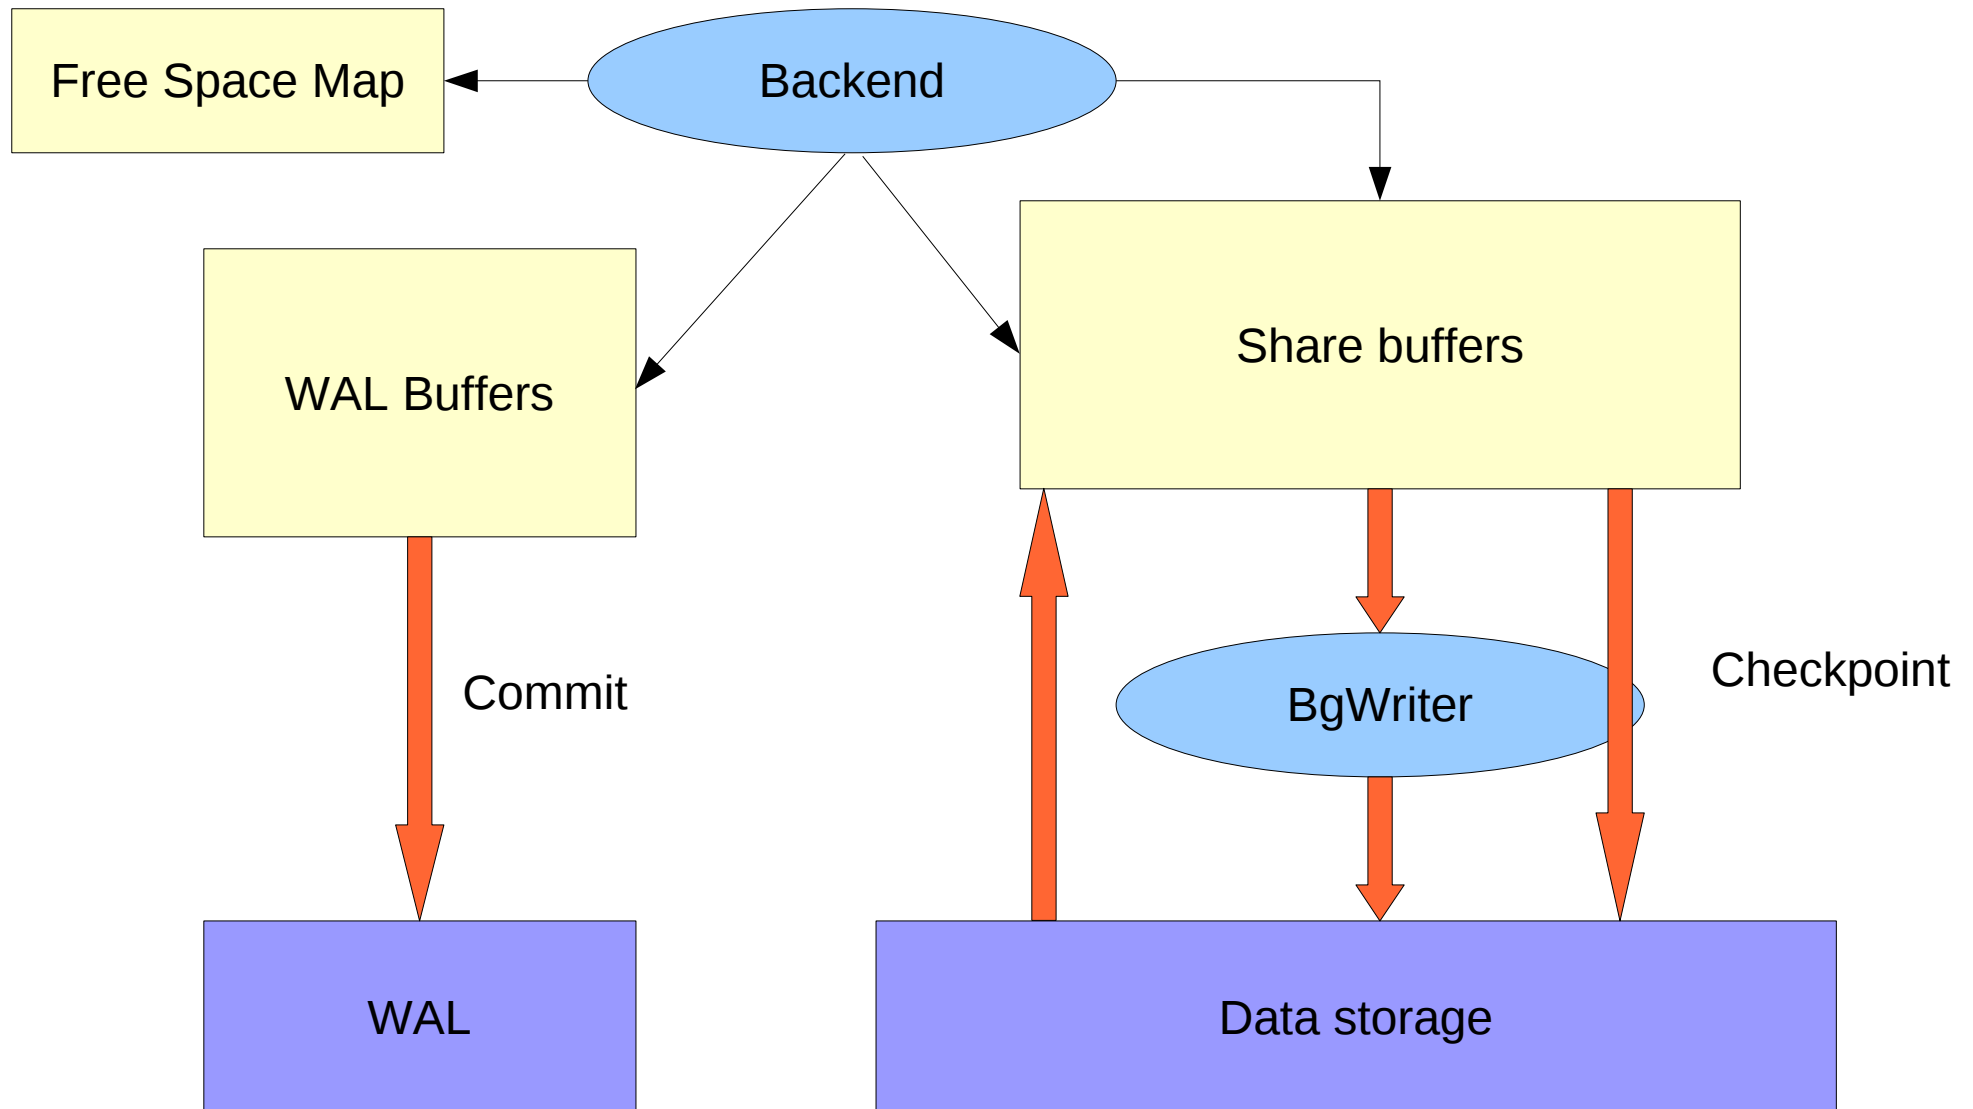 Free Space Map
Backend
Share buffers
WAL Buffers
Commit
Checkpoint
BgWriter
WAL
Data storage